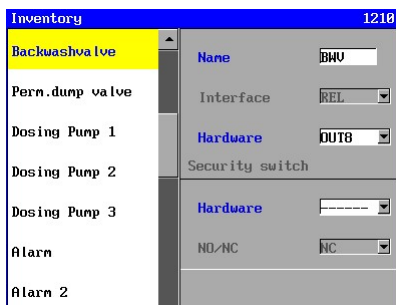 Inventory 1210
Backwashvalve
Perm.dump valve
Dosing Pump 1
Dosing Pump 2
Dosing Pump 3
Alarm
Alarm 2
Name BWV
Interface REL
Hardware OUT8
Security switch
Hardware ------
NO/NC NC